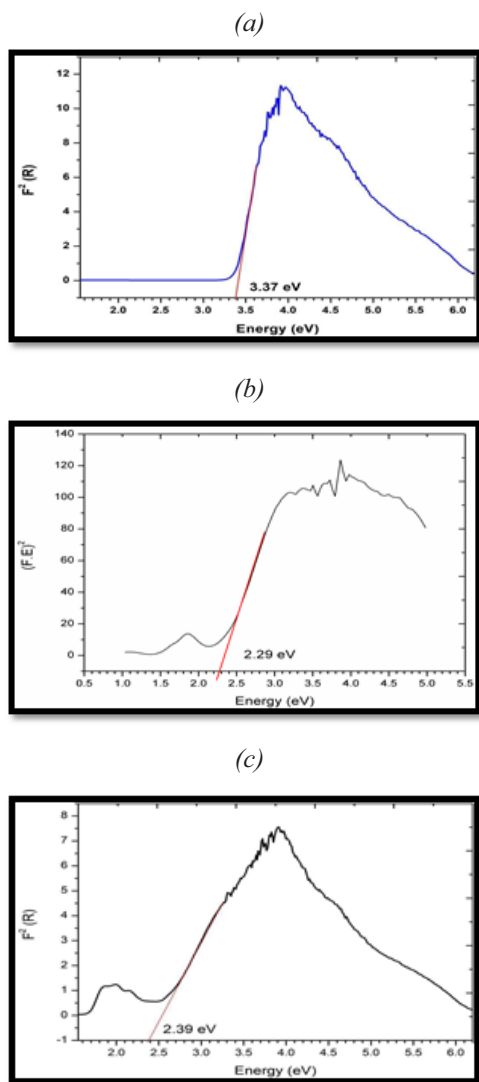 (a)
12
10
8
6
4
2
0
F² (R)
3.37 eV
2.0 2.5 3.0 3.5 4.0 4.5 5.0 5.5 6.0
Energy (eV)
(b)
140
120
100
80
60
40
20
0
(F.E)²
2.29 eV
0.5 1.0 1.5 2.0 2.5 3.0 3.5 4.0 4.5 5.0 5.5
Energy (eV)
(c)
8
7
6
5
4
3
2
1
0
-1
F² (R)
2.39 eV
2.0 2.5 3.0 3.5 4.0 4.5 5.0 5.5 6.0
Energy (eV)